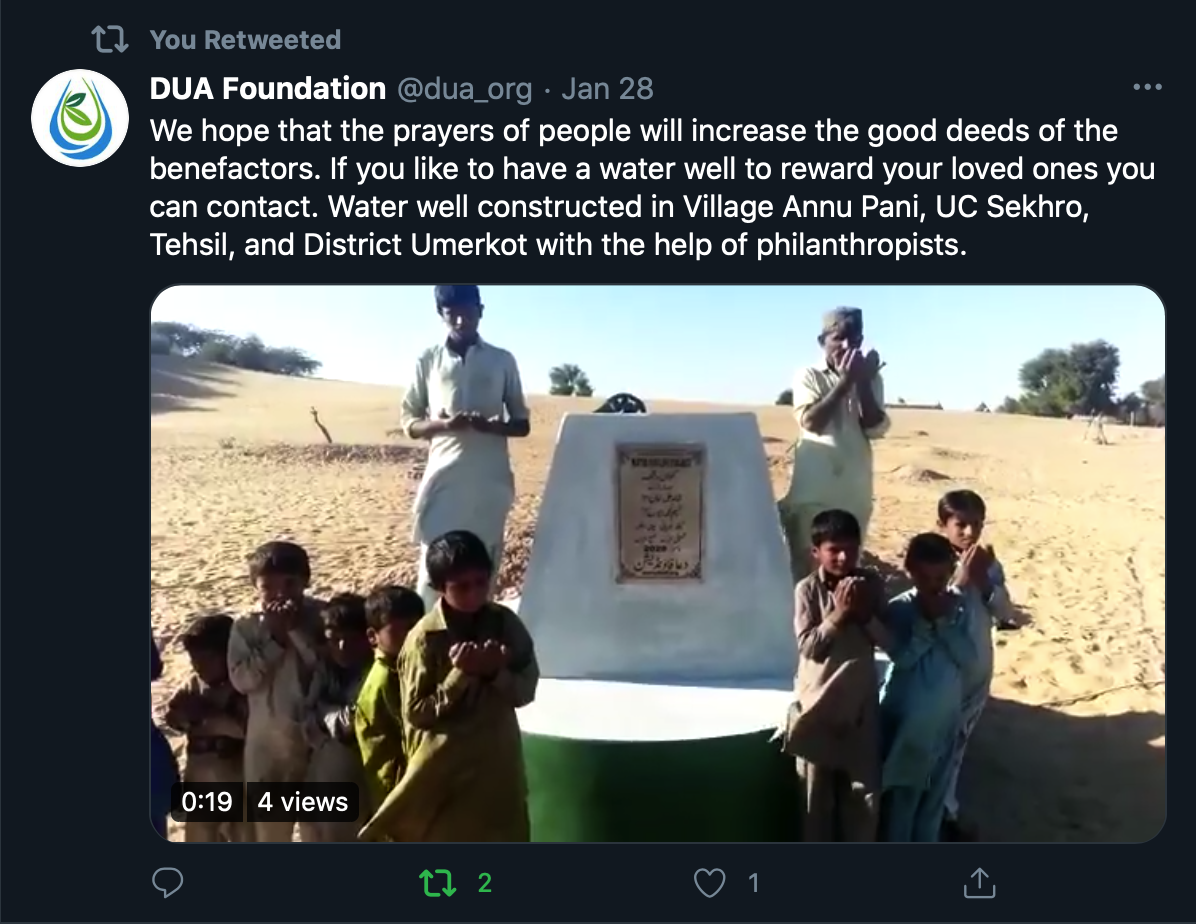 You Retweeted
DUA Foundation @dua_org · Jan 28
We hope that the prayers of people will increase the good deeds of the
benefactors. If you like to have a water well to reward your loved ones you
can contact. Water well constructed in Village Annu Pani, UC Sekhro,
Tehsil, and District Umerkot with the help of philanthropists.
2020
دعا فاؤنڈیشن
0:19 4 views
2 1